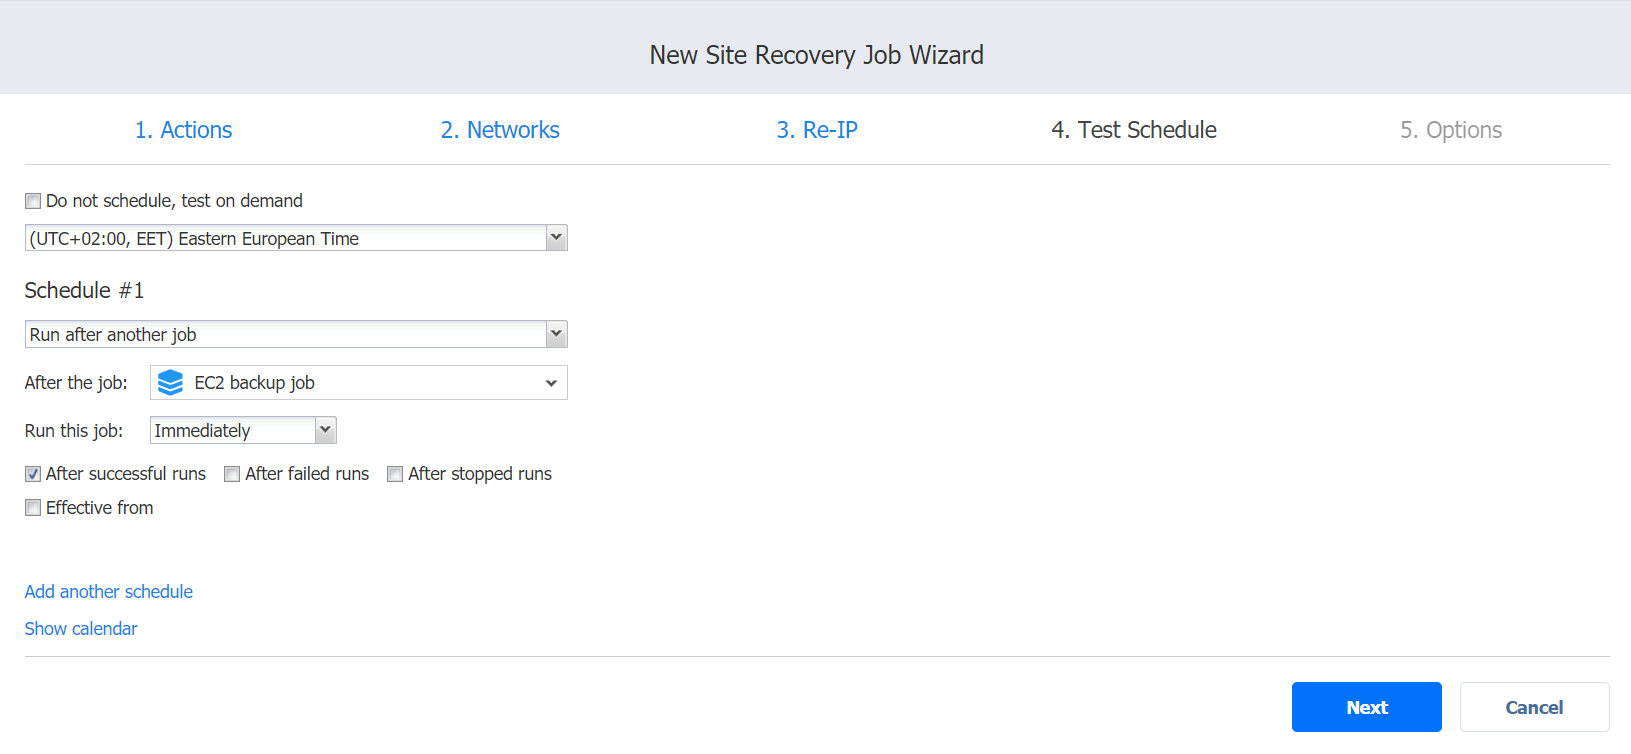 New Site Recovery Job Wizard
1. Actions 2. Networks 3. Re-IP 4. Test Schedule 5. Options
Do not schedule, test on demand
(UTC+02:00, EET) Eastern European Time
Schedule #1
Run after another job
After the job: EC2 backup job
Run this job: Immediately
After successful runs After failed runs After stopped runs
Effective from
Add another schedule
Show calendar
Next Cancel